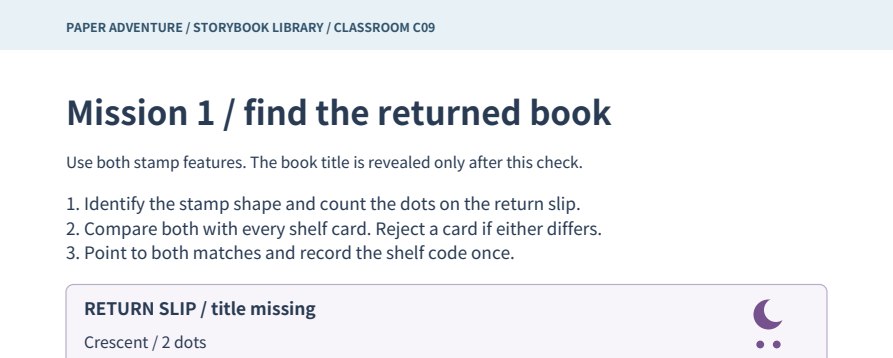 PAPER ADVENTURE / STORYBOOK LIBRARY / CLASSROOM C09
Mission 1 / find the returned book
Use both stamp features. The book title is revealed only after this check.
1. Identify the stamp shape and count the dots on the return slip.
2. Compare both with every shelf card. Reject a card if either differs.
3. Point to both matches and record the shelf code once.
RETURN SLIP / title missing
Crescent / 2 dots